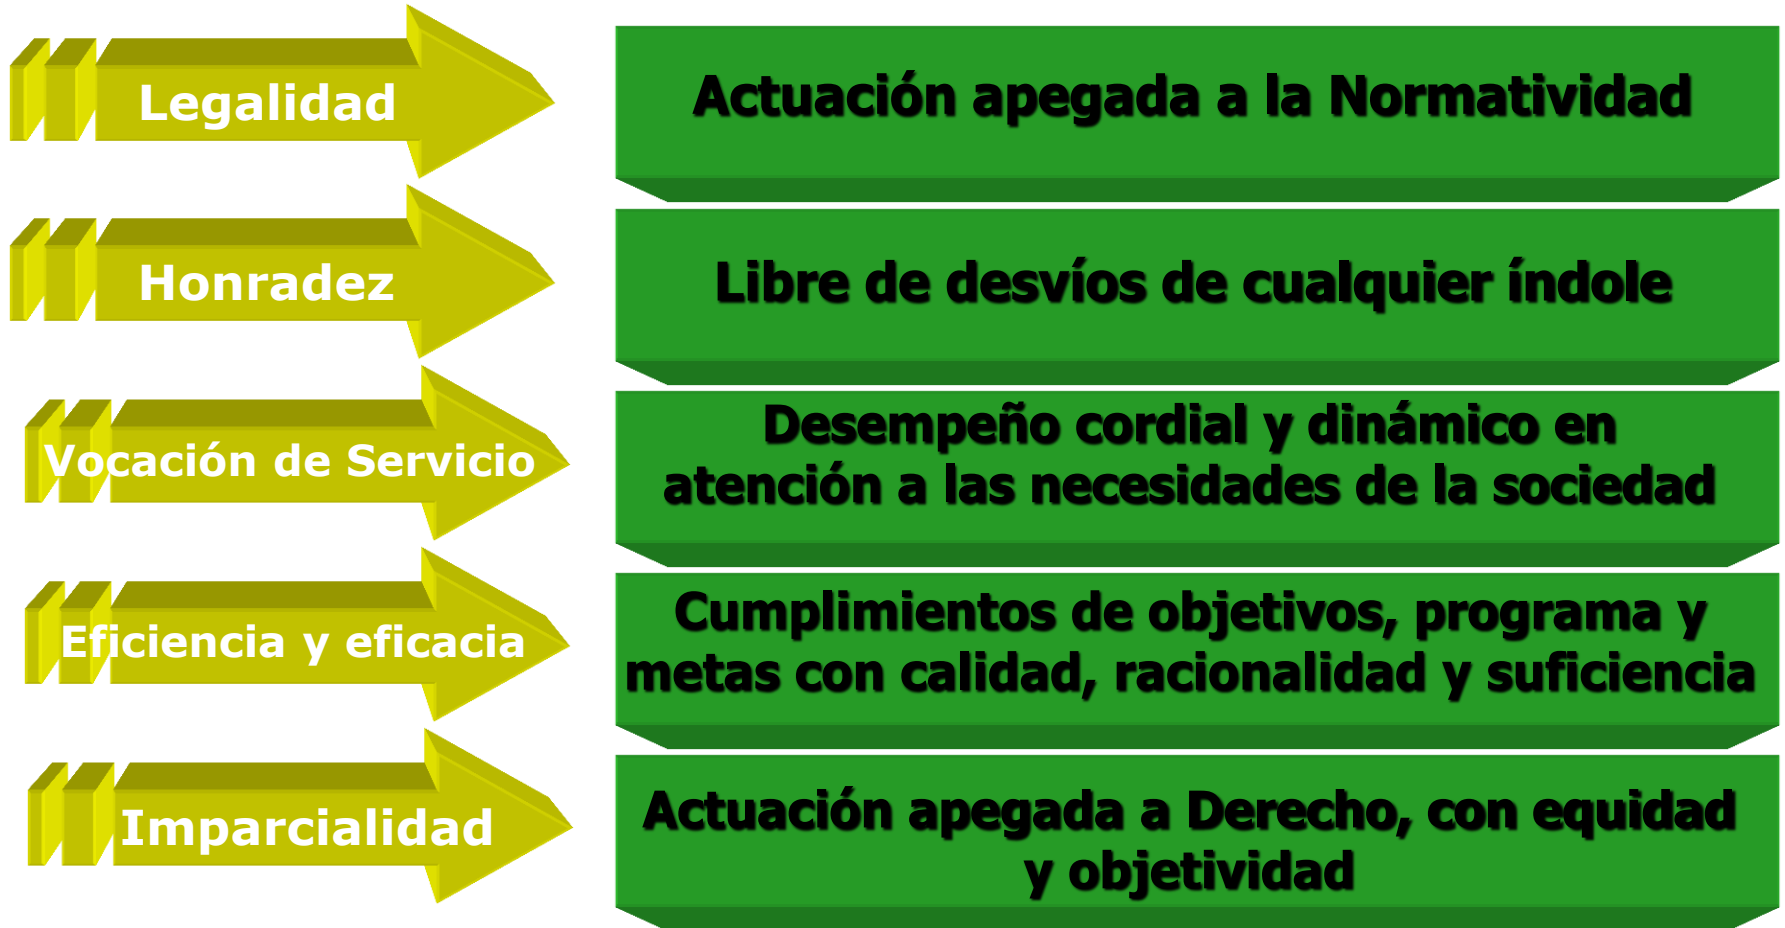 Legalidad
Actuación apegada a la Normatividad
Honradez
Libre de desvíos de cualquier índole
Vocación de Servicio
Desempeño cordial y dinámico en
atención a las necesidades de la sociedad
Eficiencia y eficacia
Cumplimientos de objetivos, programa y
metas con calidad, racionalidad y suficiencia
Imparcialidad
Actuación apegada a Derecho, con equidad
y objetividad